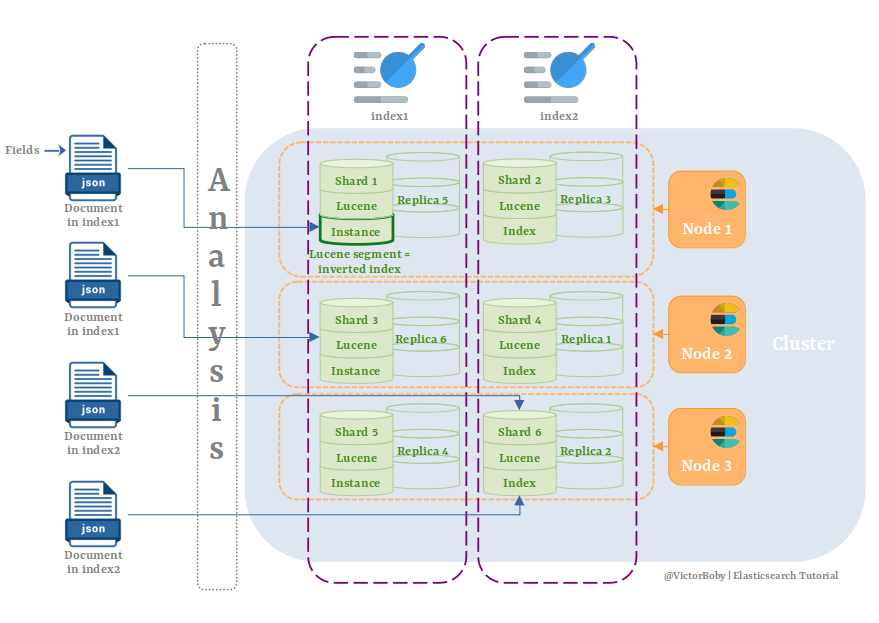 index1
index2
Fields
json
Document
in index1
json
Document
in index1
json
Document
in index2
json
Document
in index2
Analysis
Shard 1
Lucene
Instance
Replica 5
Lucene segment =
inverted index
Shard 2
Lucene
Index
Replica 3
Node 1
Shard 3
Lucene
Instance
Replica 6
Shard 4
Lucene
Index
Replica 1
Node 2
Cluster
Shard 5
Lucene
Instance
Replica 4
Shard 6
Lucene
Index
Replica 2
Node 3
@VictorBoby | Elasticsearch Tutorial